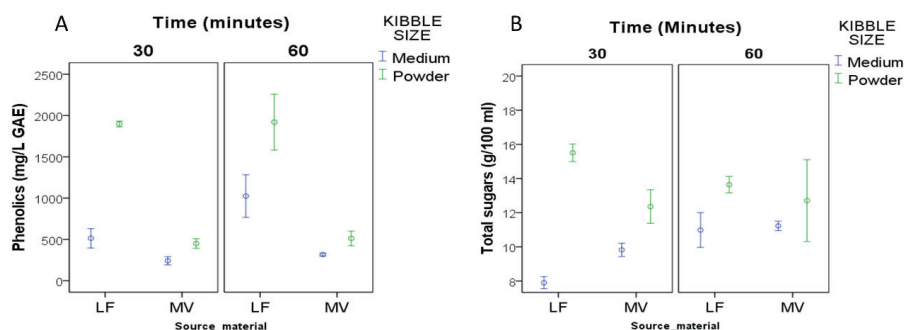 A
Time (minutes)
30
60
KIBBLE
SIZE
Medium
Powder
Phenolics (mg/L GAE)
2500
2000
1500
1000
500
0
LF
MV
LF
MV
Source_material
B
Time (Minutes)
30
60
KIBBLE
SIZE
Medium
Powder
Total sugars (g/100 ml)
20
18
16
14
12
10
8
LF
MV
LF
MV
Source_material